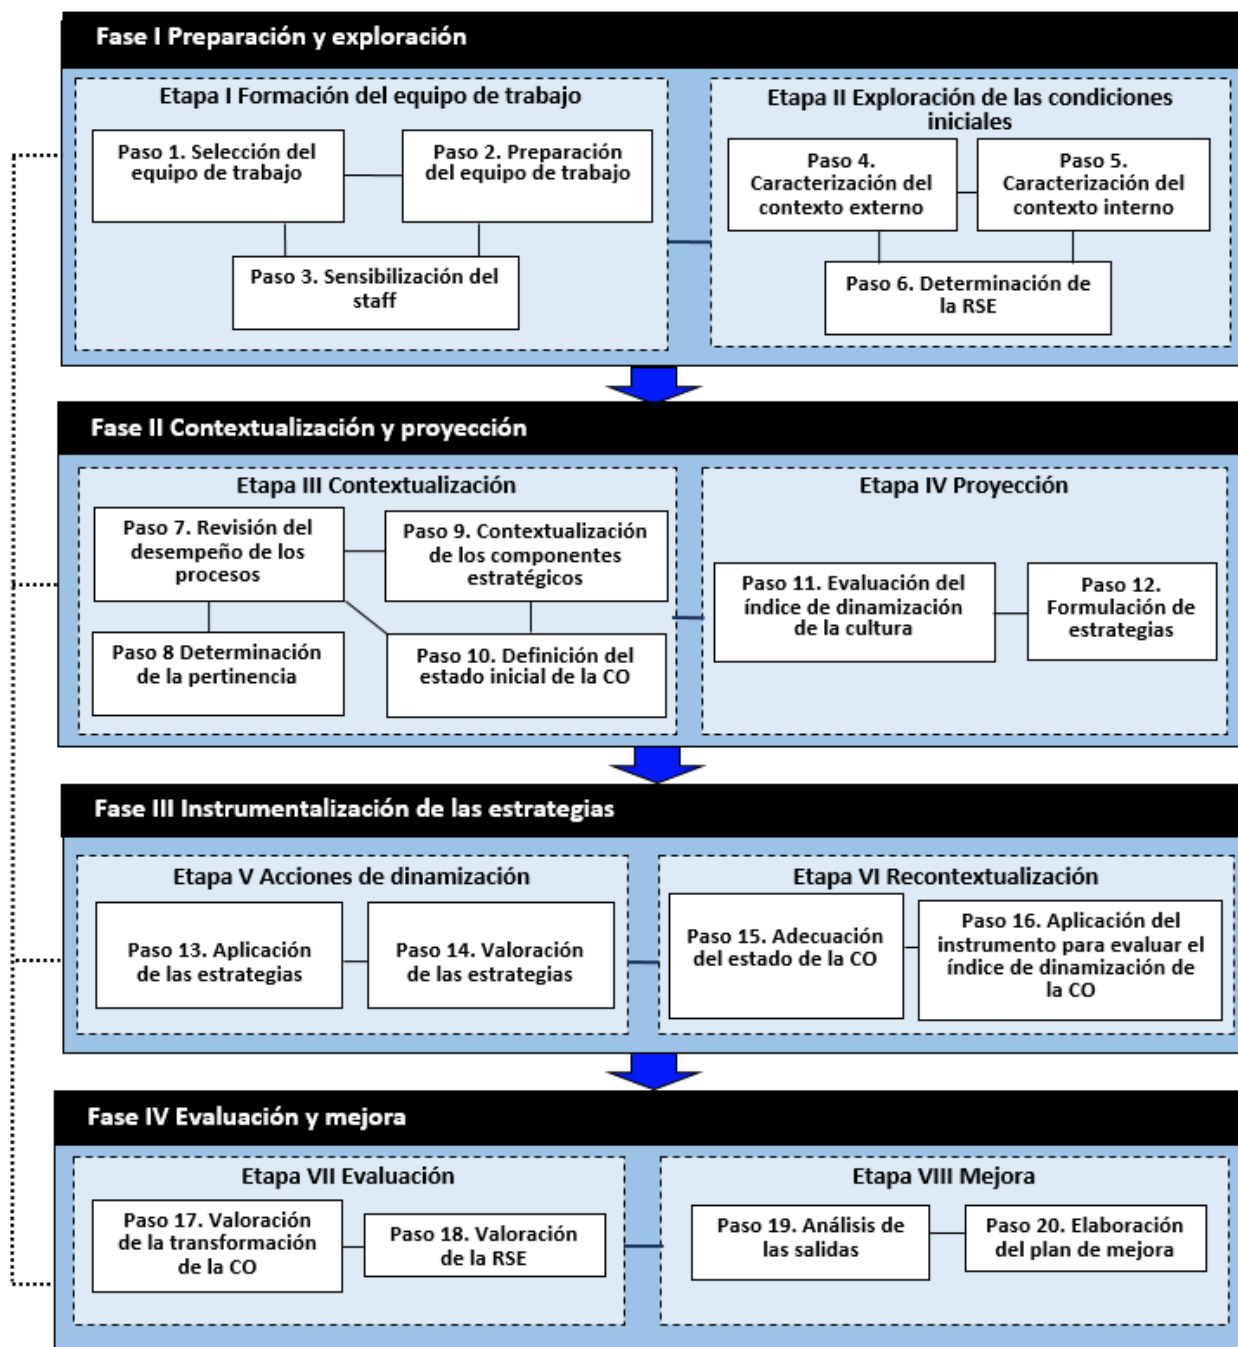 Fase I Preparación y exploración
Etapa I Formación del equipo de trabajo
Paso 1. Selección del
equipo de trabajo
Paso 2. Preparación
del equipo de trabajo
Paso 3. Sensibilización del
staff
Etapa II Exploración de las condiciones
iniciales
Paso 4.
Caracterización del
contexto externo
Paso 5.
Caracterización del
contexto interno
Paso 6. Determinación de
la RSE
Fase II Contextualización y proyección
Etapa III Contextualización
Paso 7. Revisión del
desempeño de los
procesos
Paso 9. Contextualización
de los componentes
estratégicos
Paso 8 Determinación
de la pertinencia
Paso 10. Definición del
estado inicial de la CO
Etapa IV Proyección
Paso 11. Evaluación del
índice de dinamización
de la cultura
Paso 12.
Formulación de
estrategias
Fase III Instrumentalización de las estrategias
Etapa V Acciones de dinamización
Paso 13. Aplicación
de las estrategias
Paso 14. Valoración
de las estrategias
Etapa VI Recontextualización
Paso 15. Adecuación
del estado de la CO
Paso 16. Aplicación del
instrumento para evaluar el
índice de dinamización de
la CO
Fase IV Evaluación y mejora
Etapa VII Evaluación
Paso 17. Valoración
de la transformación
de la CO
Paso 18. Valoración
de la RSE
Etapa VIII Mejora
Paso 19. Análisis de
las salidas
Paso 20. Elaboración
del plan de mejora